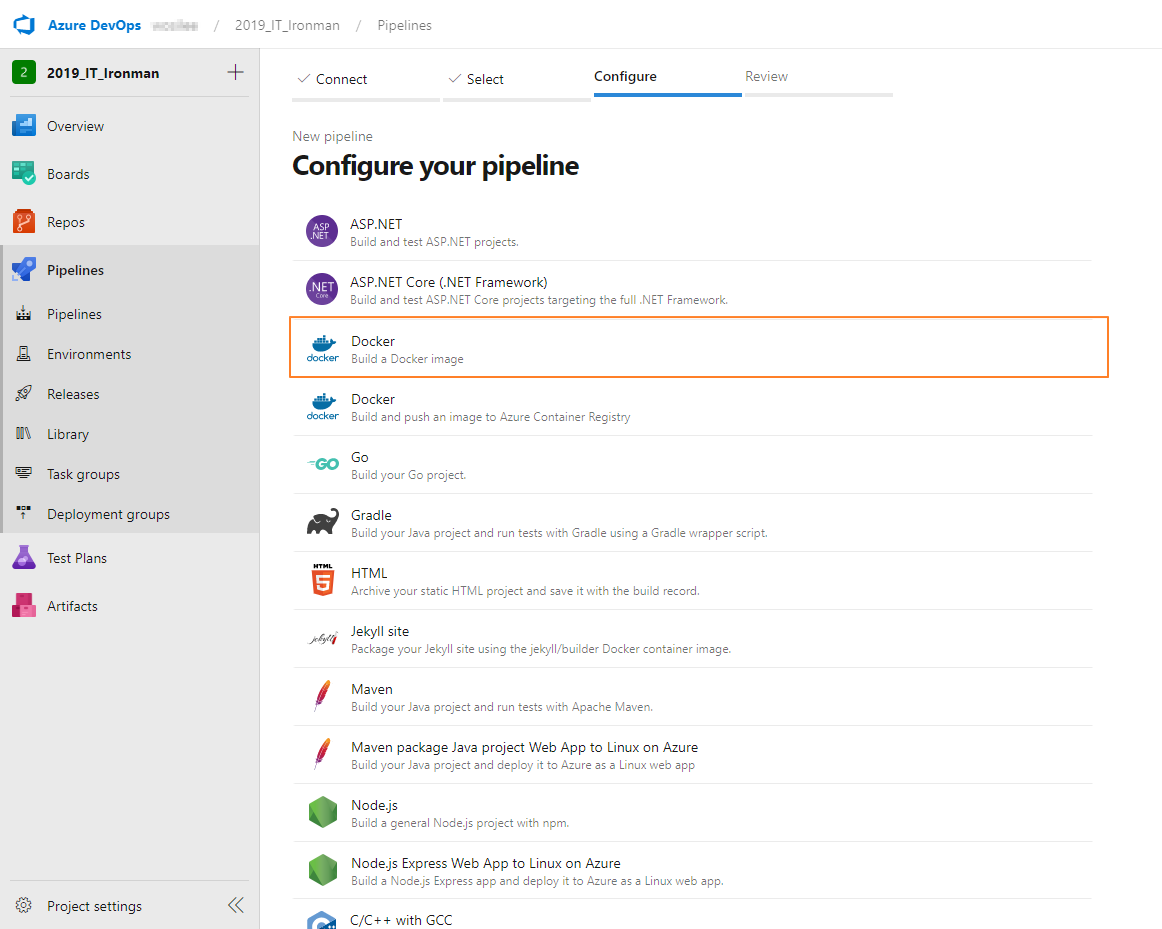 Azure DevOps / 2019_IT_Ironman / Pipelines
2 2019_IT_Ironman
Overview
Boards
Repos
Pipelines
Pipelines
Environments
Releases
Library
Task groups
Deployment groups
Test Plans
Artifacts
Project settings
Connect Select Configure Review
New pipeline
Configure your pipeline
ASP.NET
ASP.NET
Build and test ASP.NET projects.
.NET Core
ASP.NET Core (.NET Framework)
Build and test ASP.NET Core projects targeting the full .NET Framework.
docker
Docker
Build a Docker image
docker
Docker
Build and push an image to Azure Container Registry
GO
Go
Build your Go project.
Gradle
Build your Java project and run tests with Gradle using a Gradle wrapper script.
HTML 5
HTML
Archive your static HTML project and save it with the build record.
jekyll
Jekyll site
Package your Jekyll site using the jekyll/builder Docker container image.
Maven
Build your Java project and run tests with Apache Maven.
Maven package Java project Web App to Linux on Azure
Build your Java project and deploy it to Azure as a Linux web app
Node.js
Build a general Node.js project with npm.
Node.js Express Web App to Linux on Azure
Build a Node.js Express app and deploy it to Azure as a Linux web app.
C/C++ with GCC